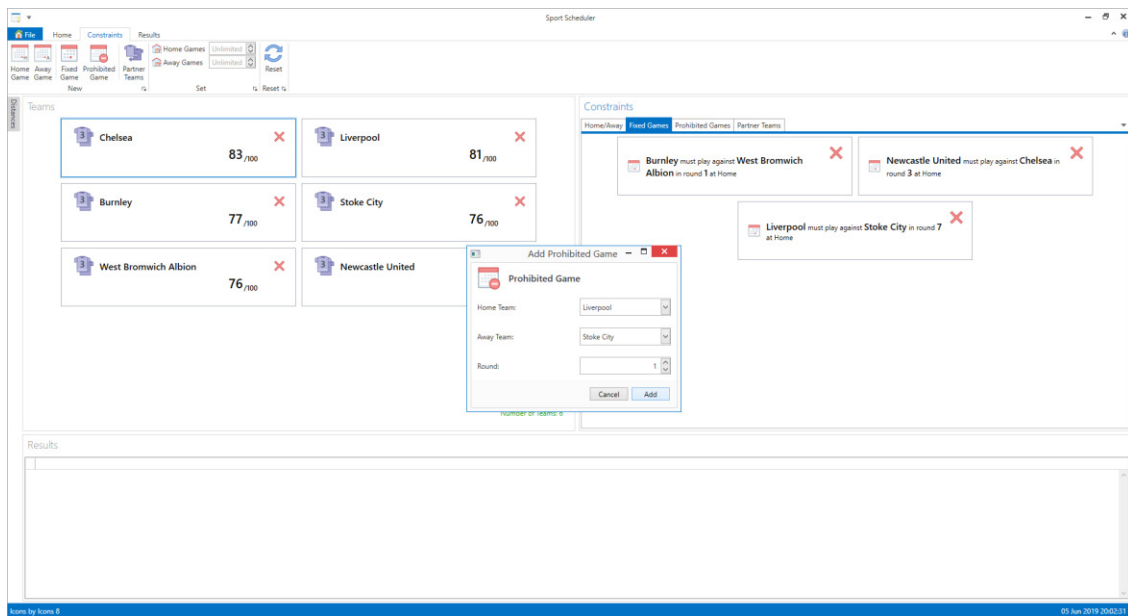 Sport Scheduler
File Home Constraints Results
Home Game
Away Game
Fixed Game
Prohibited Game
Partner Teams
Home Games Unlimited
Away Games Unlimited
Reset
New Set Reset
Distances
Teams
3 Chelsea
83 /100
3 Liverpool
81 /100
3 Burnley
77 /100
3 Stoke City
76 /100
3 West Bromwich Albion
76 /100
3 Newcastle United
Number of Teams: 6
Constraints
Home/Away Fixed Games Prohibited Games Partner Teams
Burnley must play against West Bromwich
Albion in round 1 at Home
Newcastle United must play against Chelsea in
round 3 at Home
Liverpool must play against Stoke City in round 7
at Home
Add Prohibited Game
Prohibited Game
Home Team: Liverpool
Away Team: Stoke City
Round: 1
Cancel Add
Results
Icons by Icons 8
05 Jun 2019 20:02:31